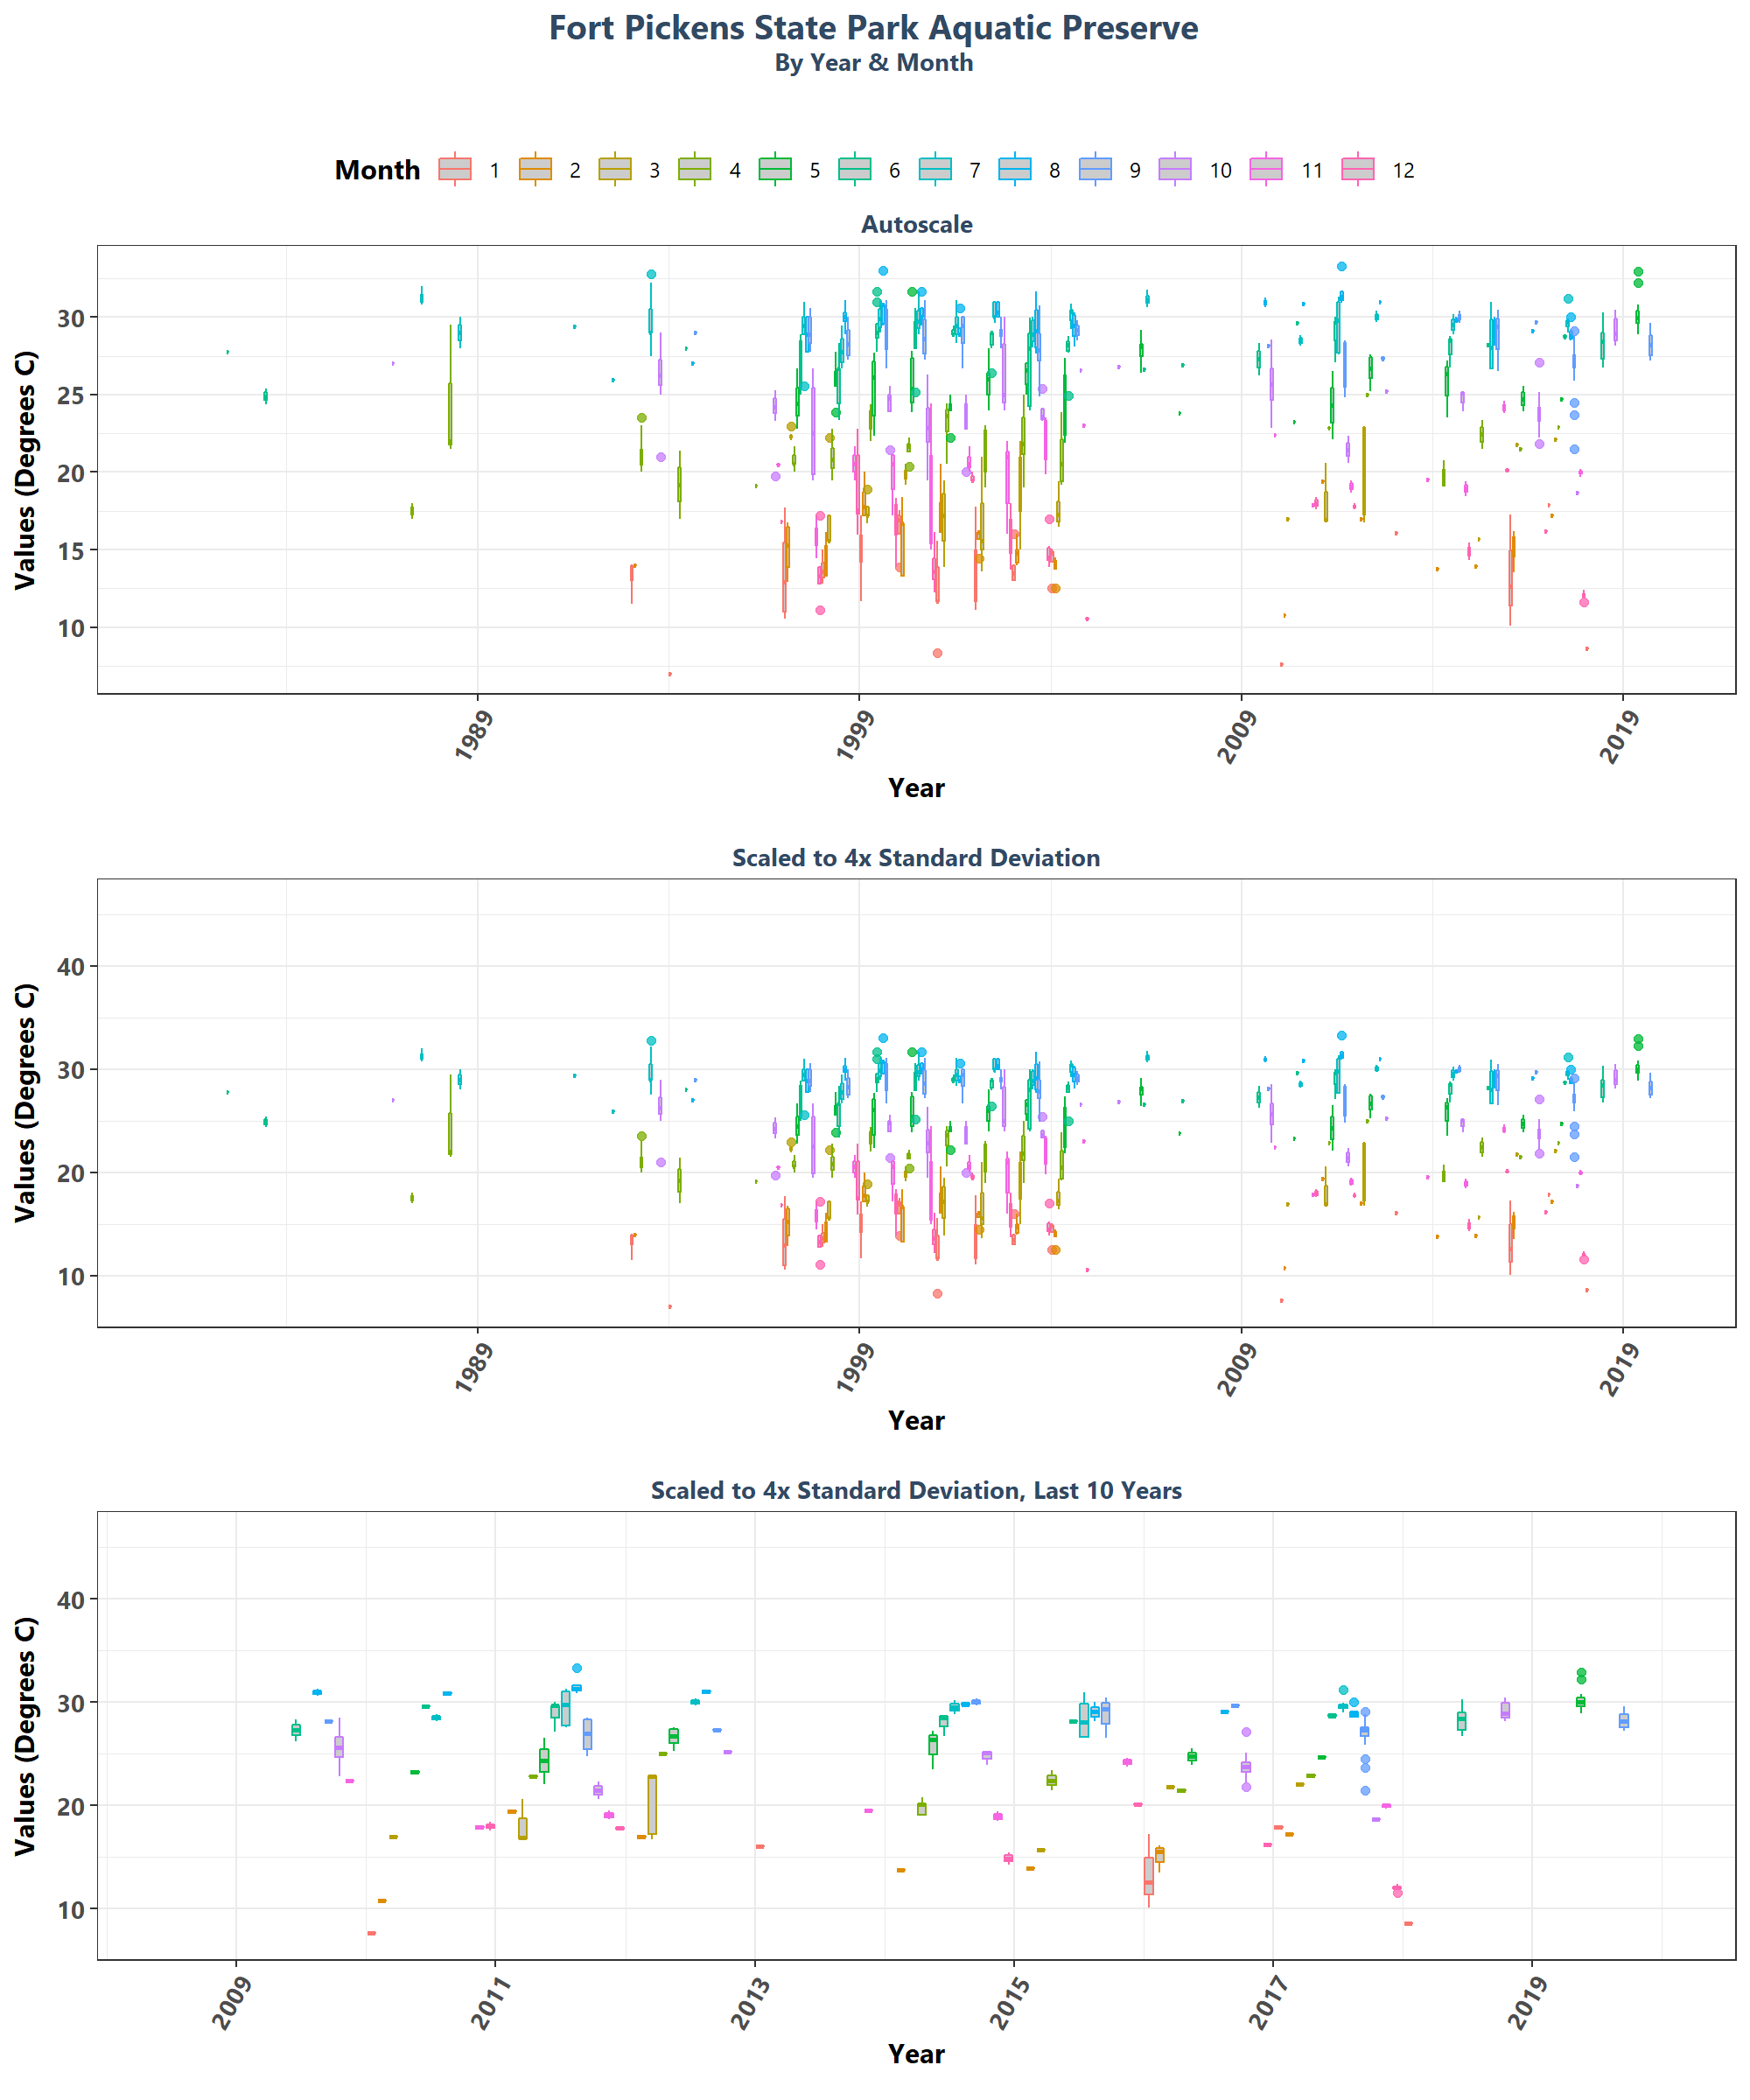 Fort Pickens State Park Aquatic Preserve
By Year & Month
Month 1 2 3 4 5 6 7 8 9 10 11 12
Autoscale
Values (Degrees C)
30
25
20
15
10
1989 1999 2009 2019
Year
Scaled to 4x Standard Deviation
Values (Degrees C)
40
30
20
10
1989 1999 2009 2019
Year
Scaled to 4x Standard Deviation, Last 10 Years
Values (Degrees C)
40
30
20
10
2009 2011 2013 2015 2017 2019
Year